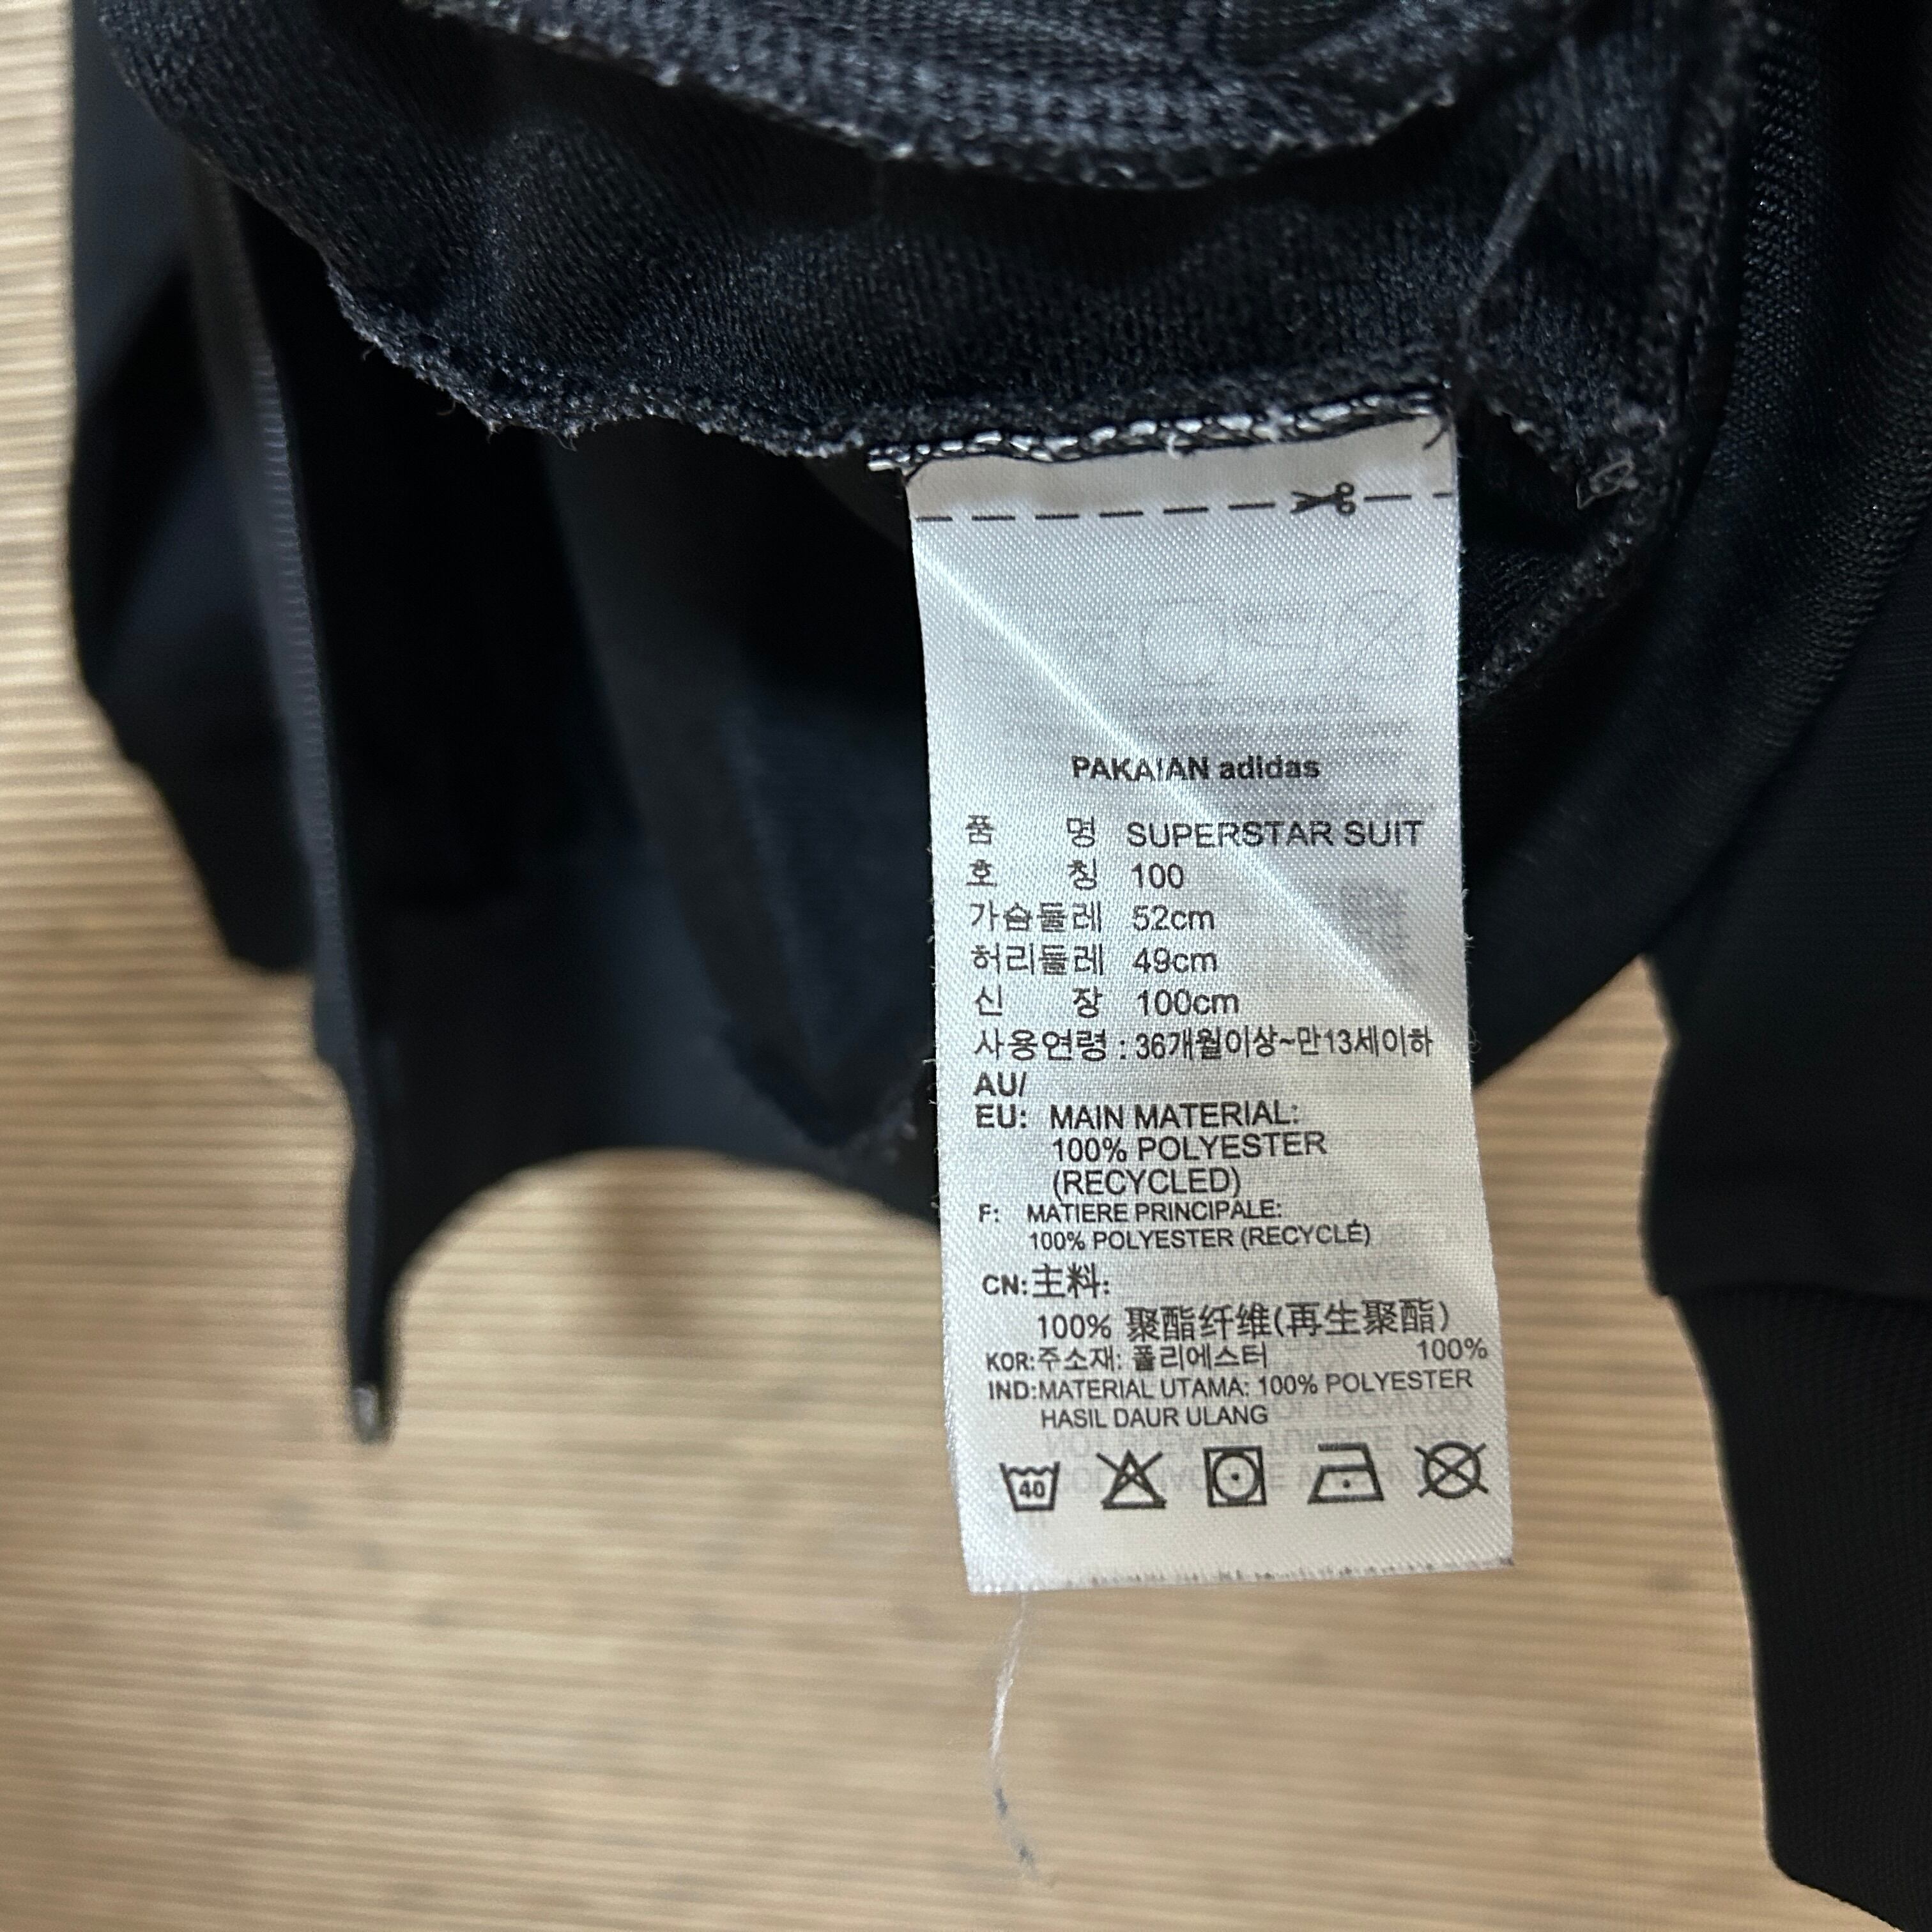 PAKAIAN adidas
품 명 SUPERSTAR SUIT
호 칭 100
가슴둘레 52cm
허리둘레 49cm
신 장 100cm
사용연령 : 36개월이상~만13세이하
AU/
EU: MAIN MATERIAL:
100% POLYESTER
(RECYCLED)
F: MATIERE PRINCIPALE:
100% POLYESTER (RECYCLÉ)
CN: 主料:
100% 聚酯纤维(再生聚酯)
KOR:주소재: 폴리에스터 100%
IND:MATERIAL UTAMA: 100% POLYESTER
HASIL DAUR ULANG
40